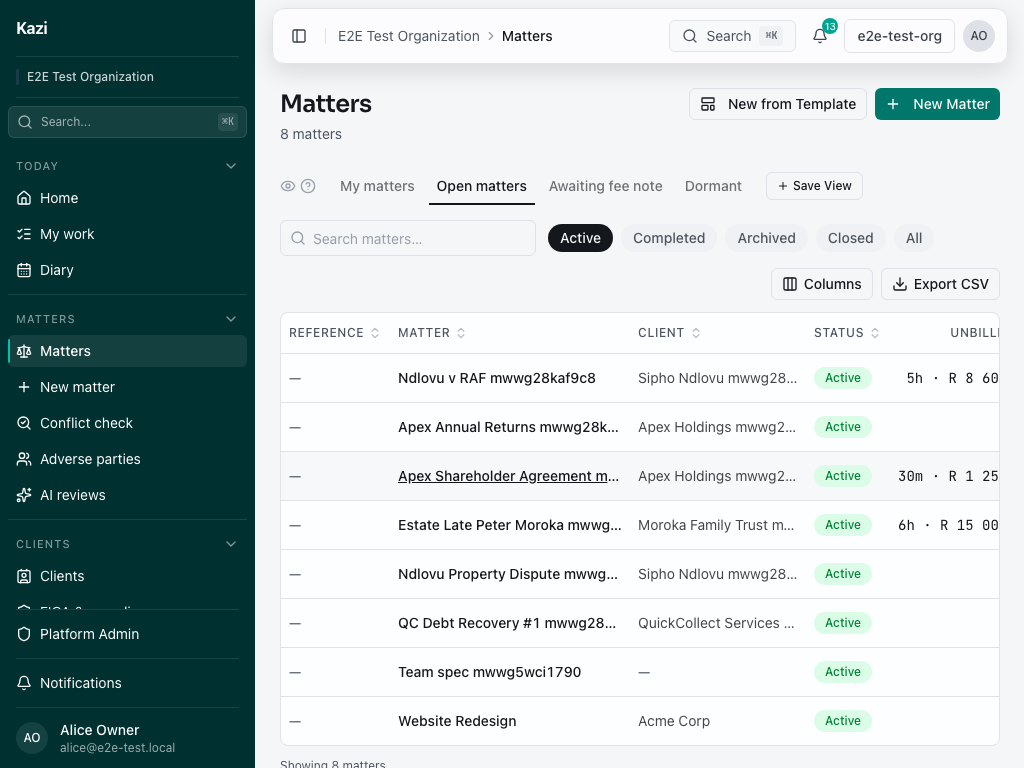 Kazi
E2E Test Organization
Search... ⌘K
TODAY
Home
My work
Diary
MATTERS
Matters
New matter
Conflict check
Adverse parties
AI reviews
CLIENTS
Clients
Platform Admin
Notifications
AO Alice Owner
alice@e2e-test.local
E2E Test Organization > Matters
Search ⌘K 13 e2e-test-org AO
Matters
New from Template
+ New Matter
8 matters
My matters Open matters Awaiting fee note Dormant + Save View
Search matters... Active Completed Archived Closed All
Columns Export CSV
REFERENCE MATTER CLIENT STATUS UNBILL
— Ndlovu v RAF mwwg28kaf9c8 Sipho Ndlovu mwwg28... Active 5h · R 8 60
— Apex Annual Returns mwwg28k... Apex Holdings mwwg2... Active
— Apex Shareholder Agreement m... Apex Holdings mwwg2... Active 30m · R 1 25
— Estate Late Peter Moroka mwwg... Moroka Family Trust m... Active 6h · R 15 00
— Ndlovu Property Dispute mwwg... Sipho Ndlovu mwwg28... Active
— QC Debt Recovery #1 mwwg28... QuickCollect Services ... Active
— Team spec mwwg5wci1790 — Active
— Website Redesign Acme Corp Active
Showing 8 matters